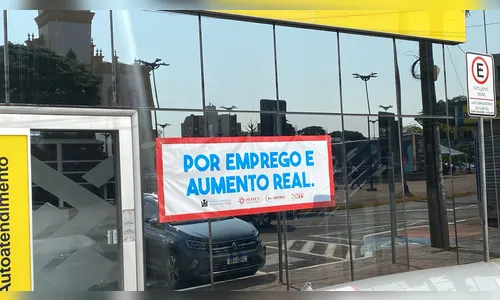 Autoatendimento
POR EMPREGO E
AUMENTO REAL.
E